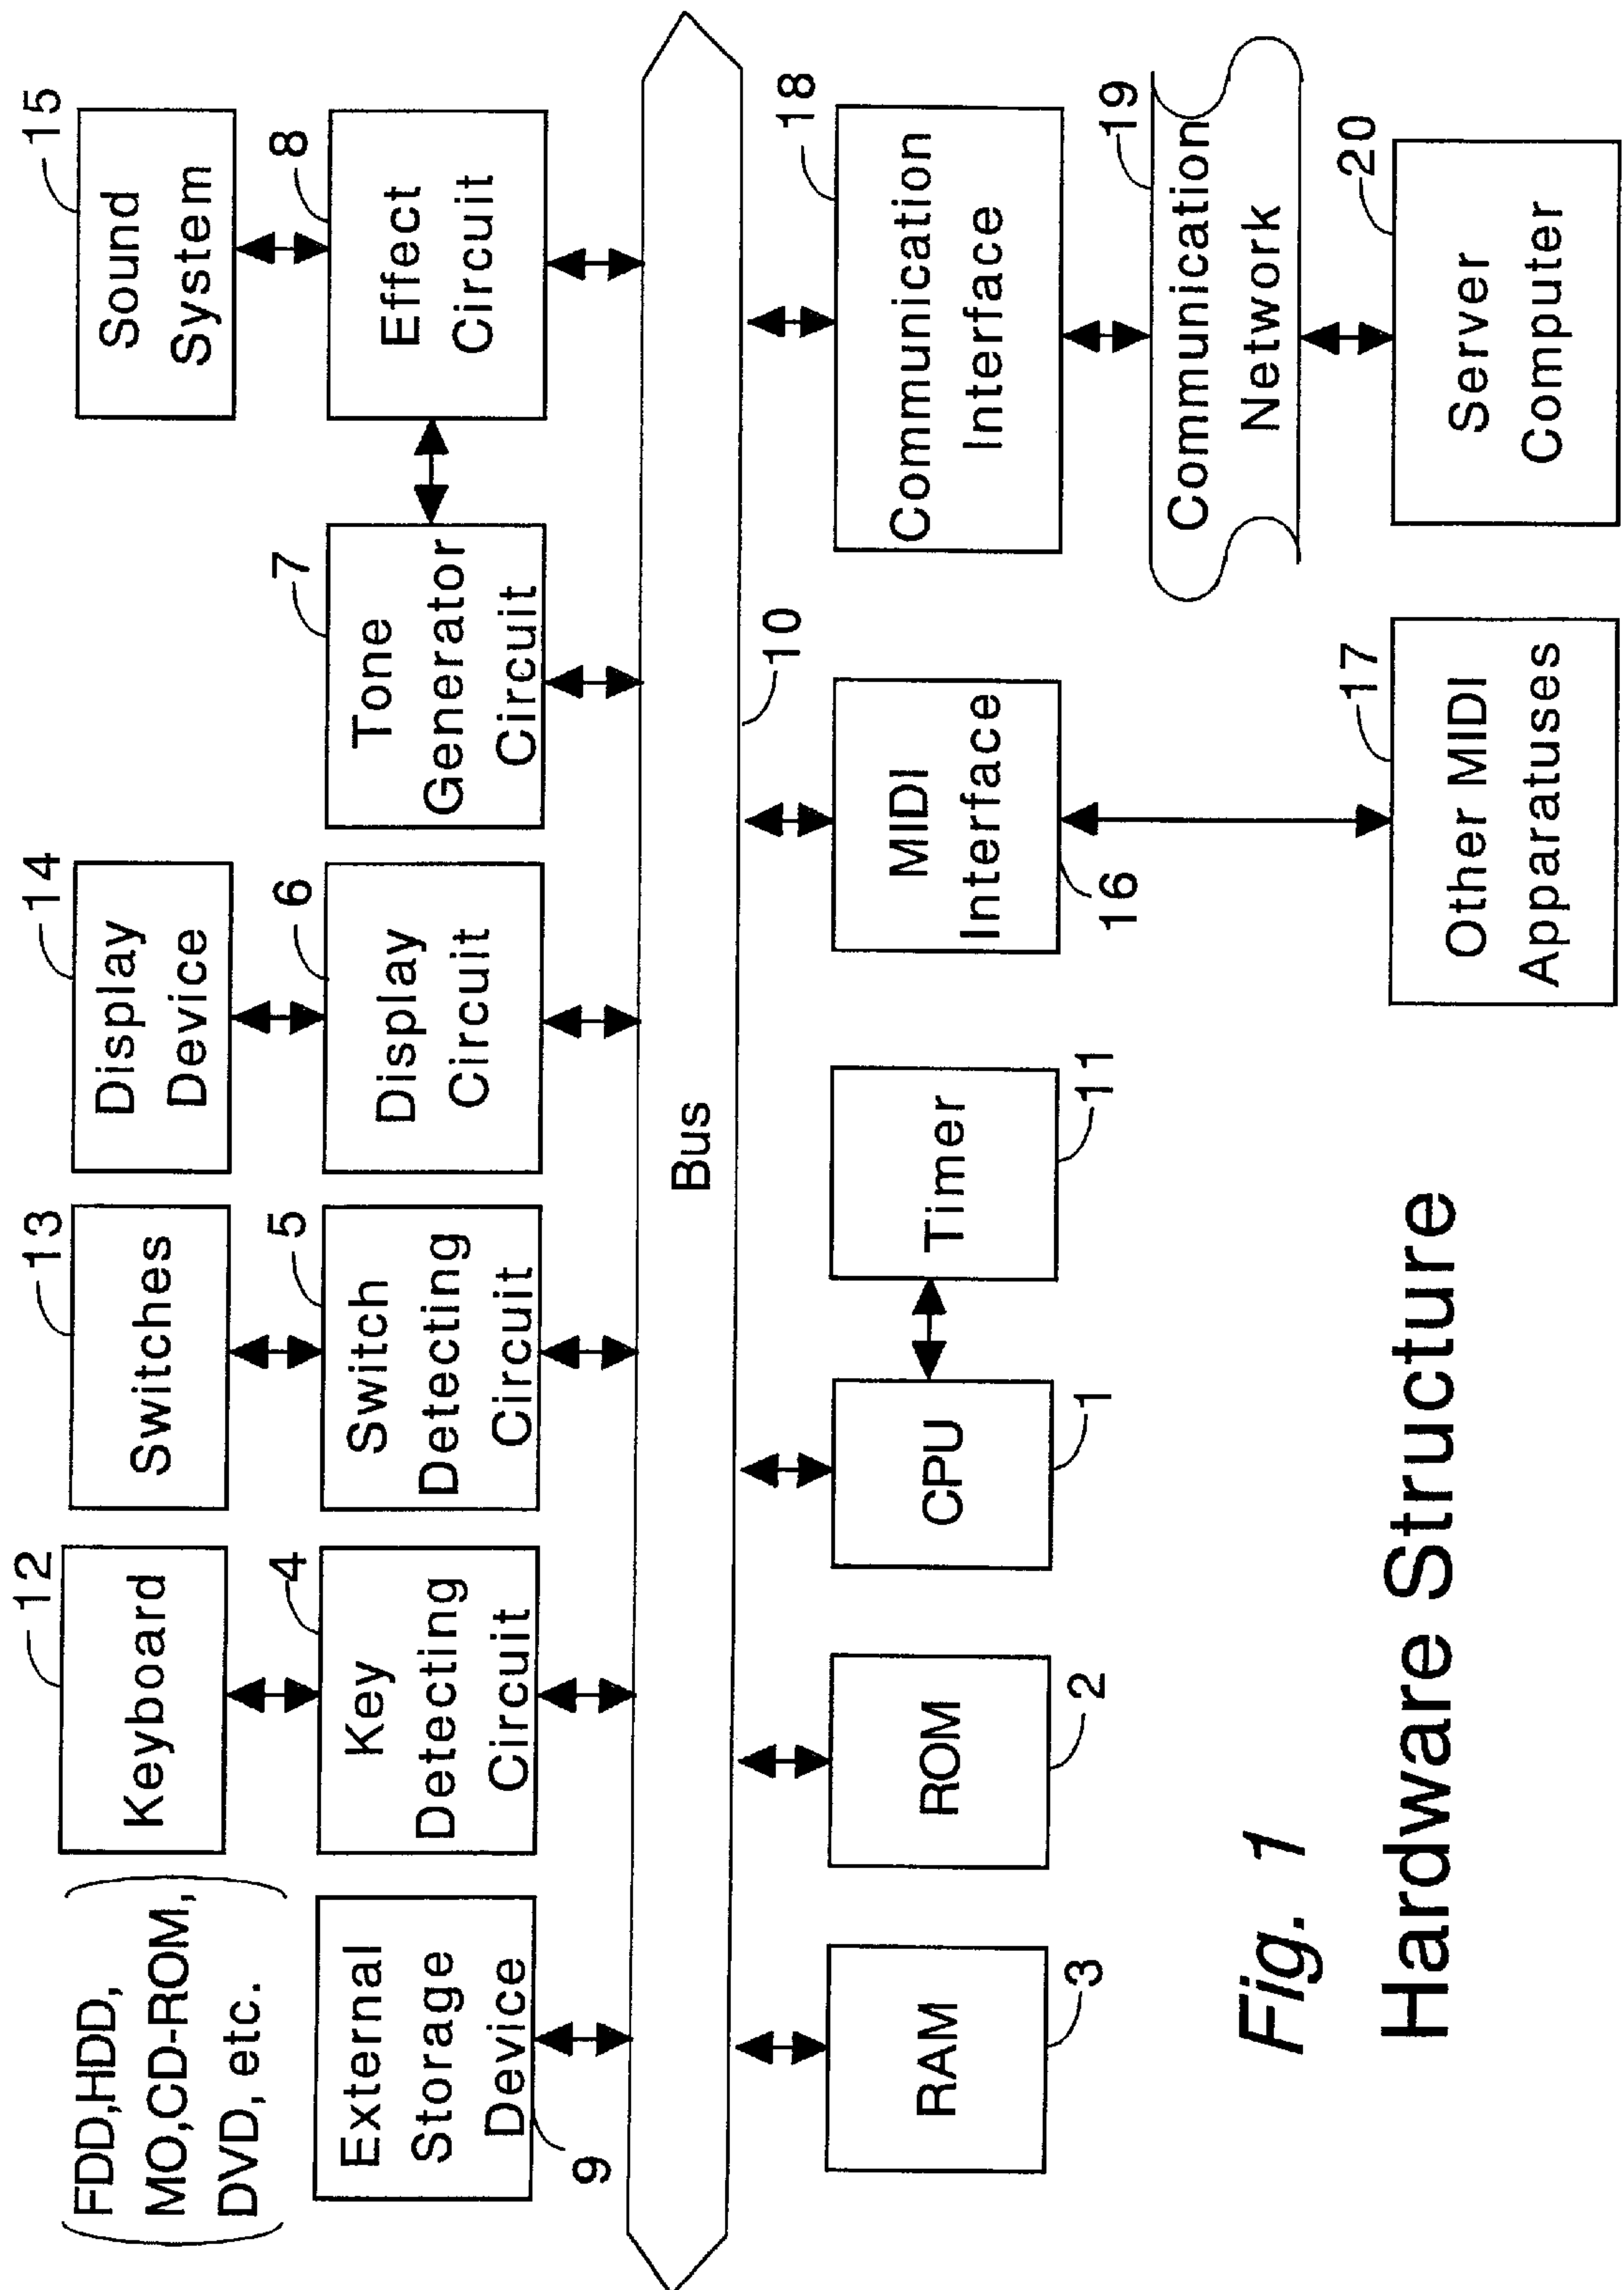 FDD,HDD,
MO,CD-ROM,
DVD, etc.
12
Keyboard
13
Switches
14
Display
Device
15
Sound
System
External
Storage
Device
9
4
Key
Detecting
Circuit
5
Switch
Detecting
Circuit
6
Display
Circuit
7
Tone
Generator
Circuit
8
Effect
Circuit
Bus
10
RAM
3
ROM
2
CPU
1
Timer
11
MIDI
Interface
16
18
Communication
Interface
19
Communication
Network
17
Other MIDI
Apparatuses
20
Server
Computer
Fig. 1
Hardware Structure